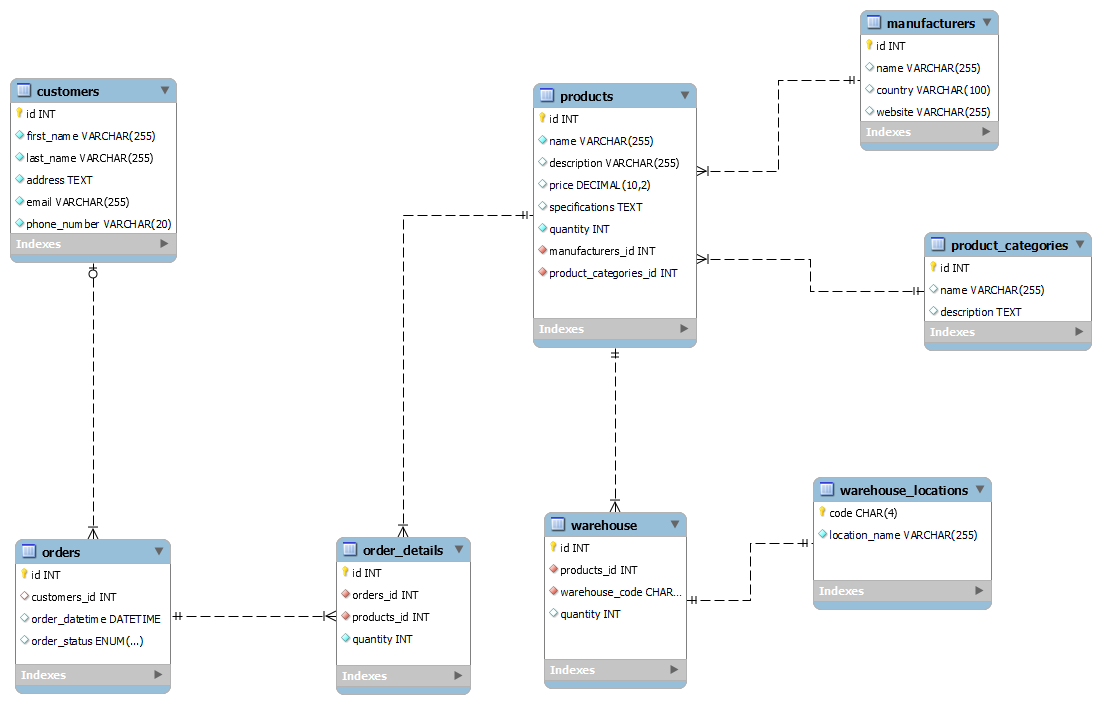 customers
id INT
first_name VARCHAR(255)
last_name VARCHAR(255)
address TEXT
email VARCHAR(255)
phone_number VARCHAR(20)
Indexes
products
id INT
name VARCHAR(255)
description VARCHAR(255)
price DECIMAL(10,2)
specifications TEXT
quantity INT
manufacturers_id INT
product_categories_id INT
Indexes
manufacturers
id INT
name VARCHAR(255)
country VARCHAR(100)
website VARCHAR(255)
Indexes
product_categories
id INT
name VARCHAR(255)
description TEXT
Indexes
orders
id INT
customers_id INT
order_datetime DATETIME
order_status ENUM(...)
Indexes
order_details
id INT
orders_id INT
products_id INT
quantity INT
Indexes
warehouse
id INT
products_id INT
warehouse_code CHAR...
quantity INT
Indexes
warehouse_locations
code CHAR(4)
location_name VARCHAR(255)
Indexes